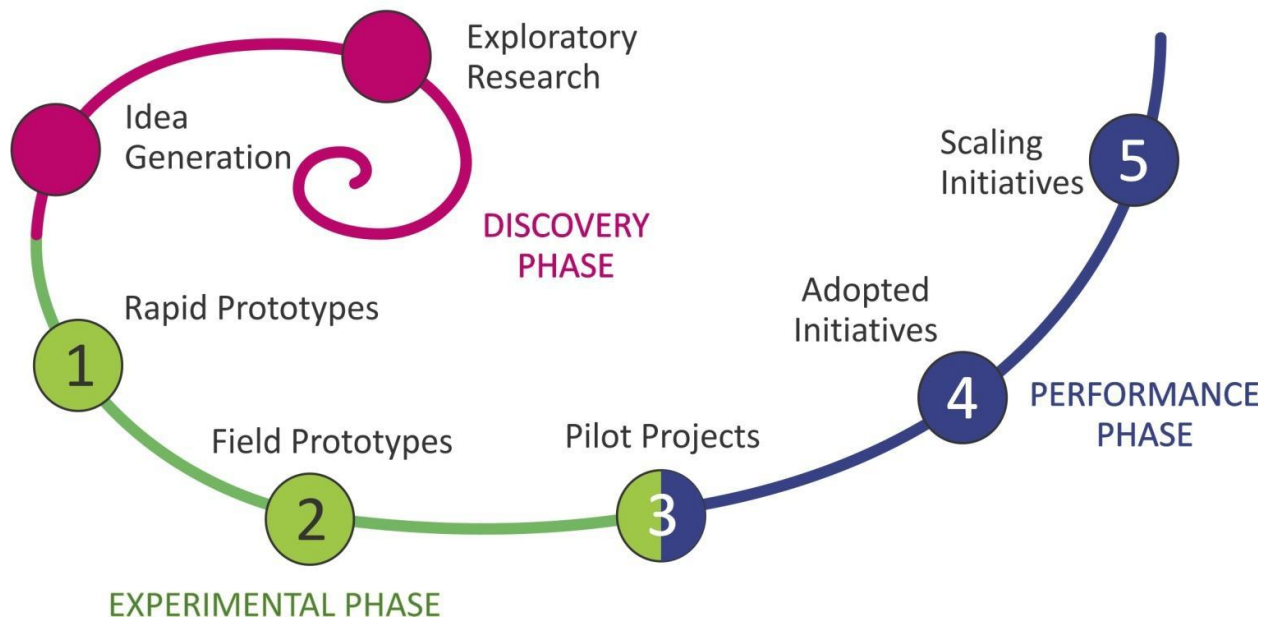 Exploratory
Research
Idea
Generation
DISCOVERY
PHASE
Rapid Prototypes
1
Field Prototypes
2
EXPERIMENTAL PHASE
Pilot Projects
3
Adopted
Initiatives
4
PERFORMANCE
PHASE
Scaling
Initiatives
5